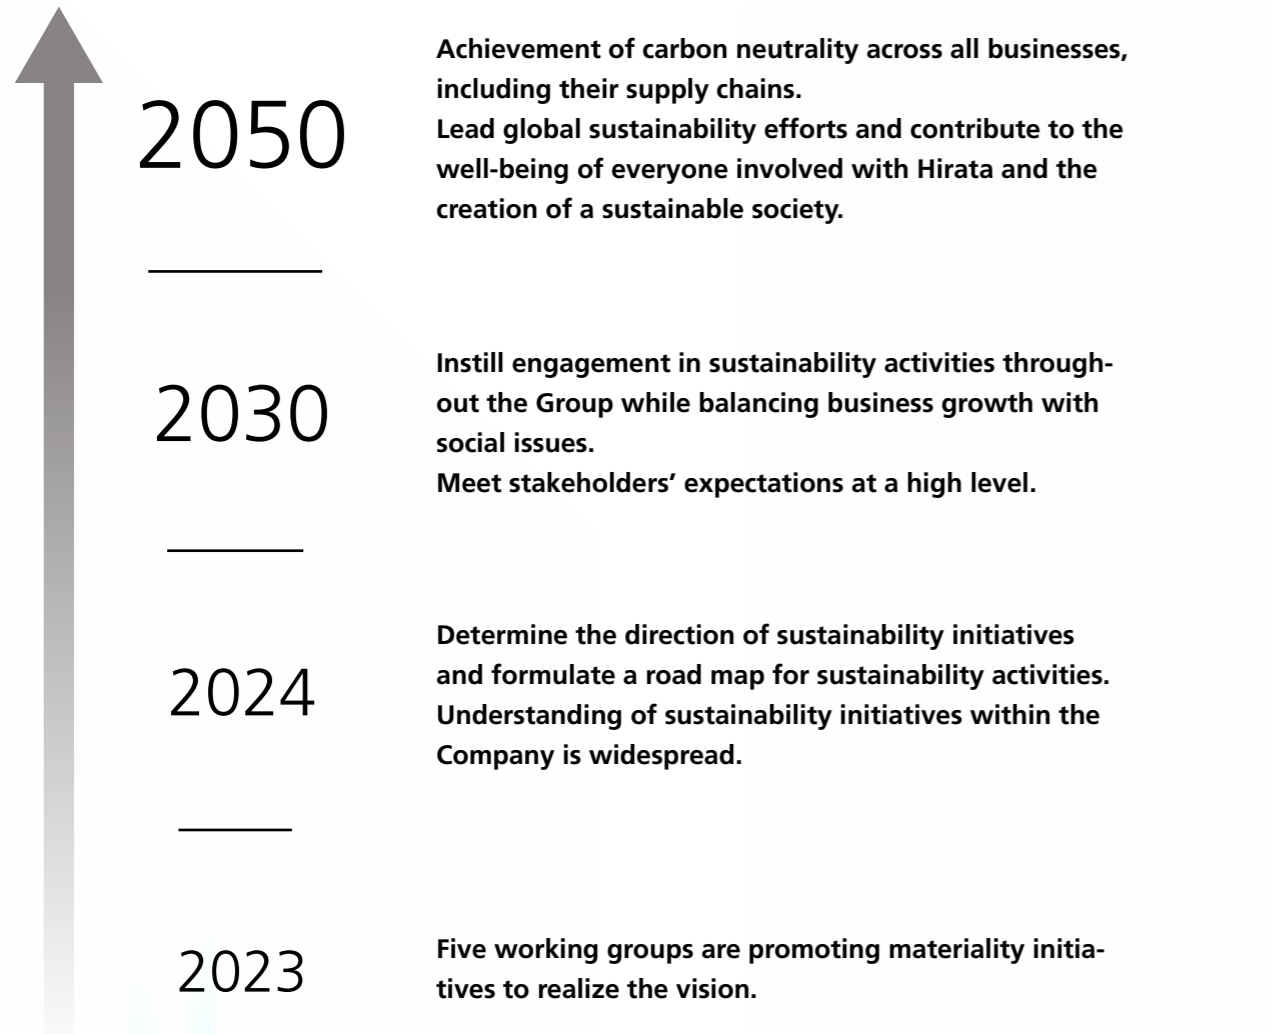 2050
Achievement of carbon neutrality across all businesses,
including their supply chains.
Lead global sustainability efforts and contribute to the
well-being of everyone involved with Hirata and the
creation of a sustainable society.
2030
Instill engagement in sustainability activities through-
out the Group while balancing business growth with
social issues.
Meet stakeholders’ expectations at a high level.
2024
Determine the direction of sustainability initiatives
and formulate a road map for sustainability activities.
Understanding of sustainability initiatives within the
Company is widespread.
2023
Five working groups are promoting materiality initia-
tives to realize the vision.